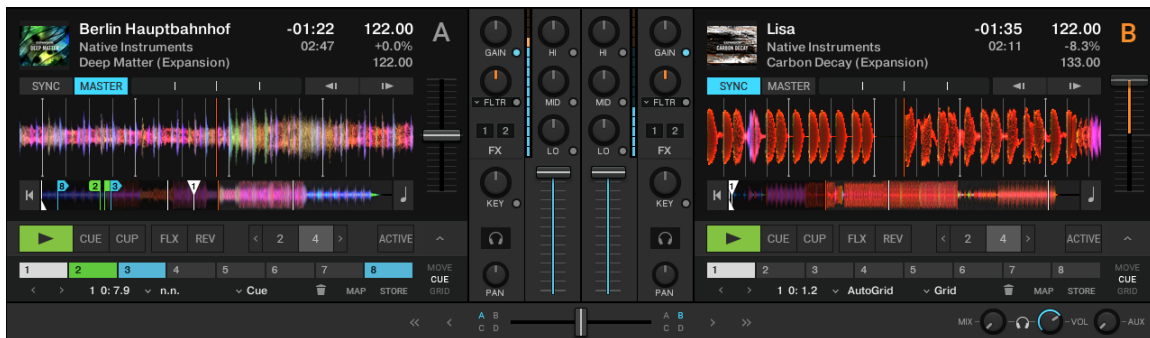 Berlin Hauptbahnhof -01:22 122.00
Native Instruments 02:47 +0.0%
Deep Matter (Expansion) 122.00
A
DEEP MATTER
SYNC MASTER
8 2 3 1
CUE CUP FLX REV < 2 4 > ACTIVE
1 2 3 4 5 6 7 8
MOVE
CUE
GRID
< > 1 0: 7.9 n.n. Cue MAP STORE
GAIN HI HI GAIN
FLTR MID MID FLTR
1 2 1 2
FX LO LO FX
KEY KEY
PAN PAN
Lisa -01:35 122.00
Native Instruments 02:11 -8.3%
Carbon Decay (Expansion) 133.00
B
CARBON DECAY
SYNC MASTER
1
CUE CUP FLX REV < 2 4 > ACTIVE
1 2 3 4 5 6 7 8
MOVE
CUE
GRID
< > 1 0: 1.2 AutoGrid Grid MAP STORE
<< < A B A B > >>
C D C D
MIX VOL AUX